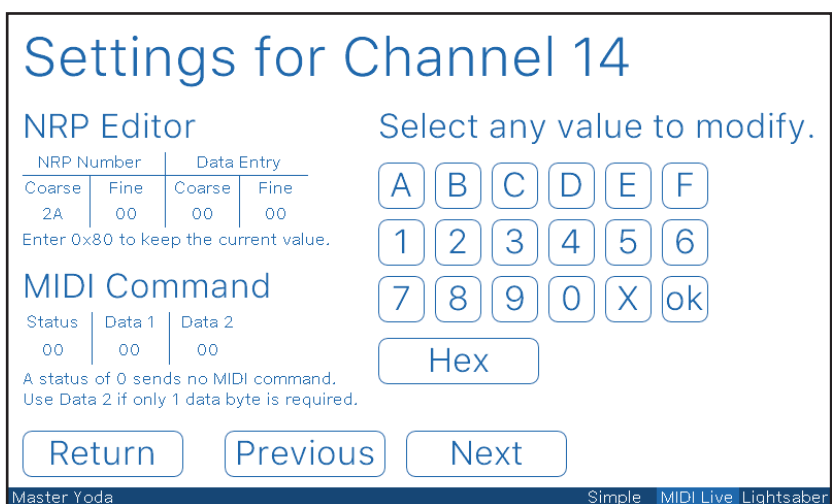 Settings for Channel 14
NRP Editor
NRP Number Data Entry
Coarse Fine Coarse Fine
2A 00 00 00
Enter 0x80 to keep the current value.
MIDI Command
Status Data 1 Data 2
00 00 00
A status of 0 sends no MIDI command.
Use Data 2 if only 1 data byte is required.
Select any value to modify.
A B C D E F
1 2 3 4 5 6
7 8 9 0 X ok
Hex
Return Previous Next
Master Yoda Simple MIDI Live Lightsaber